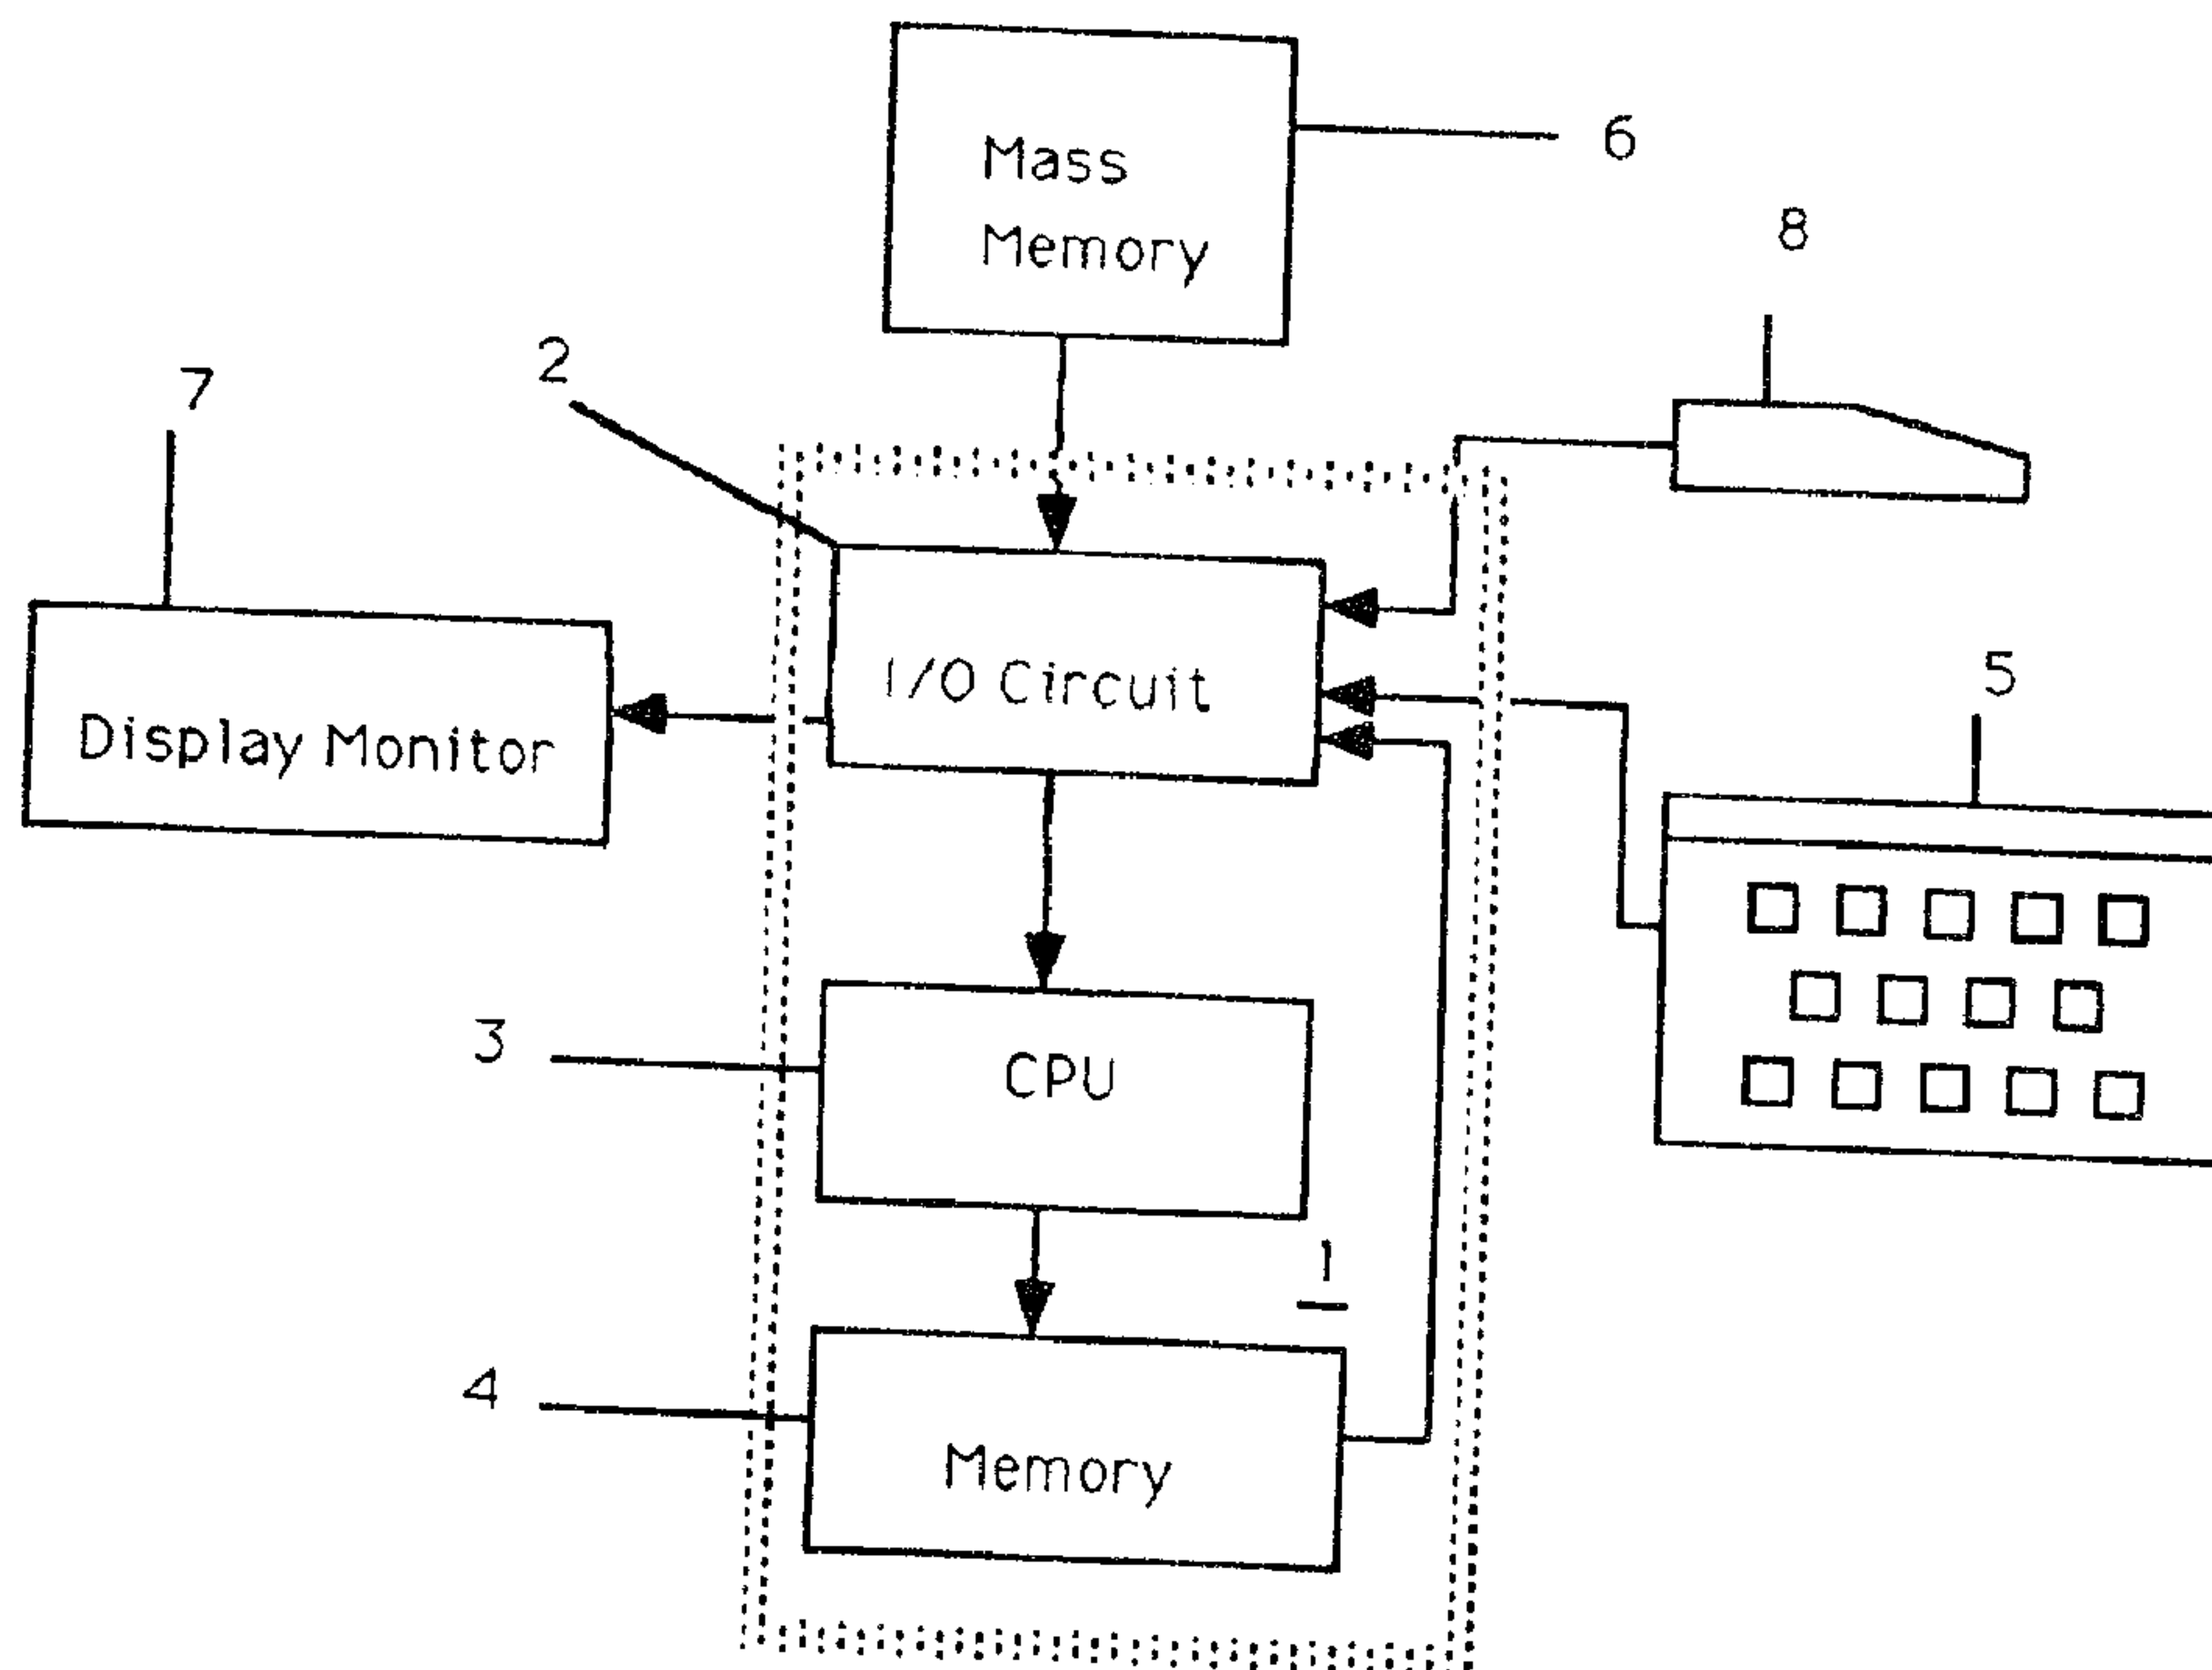 Mass
Memory
6
8
2
7
I/O Circuit
5
Display Monitor
3
CPU
1
4
Memory